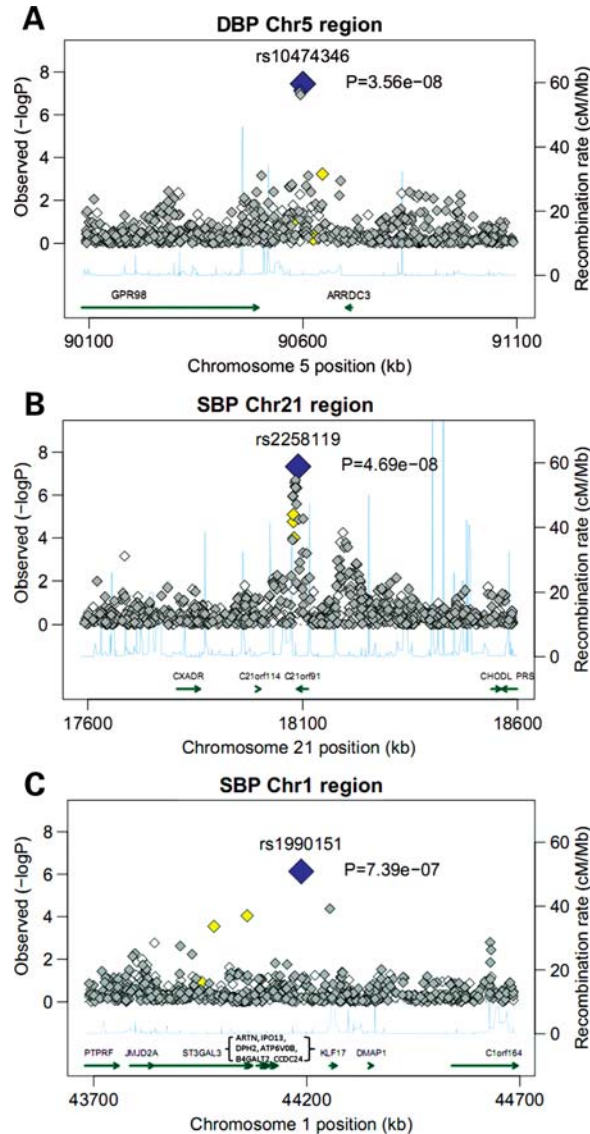 A
DBP Chr5 region
rs10474346
P=3.56e−08
Observed (−logP)
8
6
4
2
0
Recombination rate (cM/Mb)
60
40
20
0
GPR98
ARRDC3
90100
90600
91100
Chromosome 5 position (kb)
B
SBP Chr21 region
rs2258119
P=4.69e−08
Observed (−logP)
8
6
4
2
0
Recombination rate (cM/Mb)
60
40
20
0
CXADR
C21orf114
C21orf91
CHODL
PRS
17600
18100
18600
Chromosome 21 position (kb)
C
SBP Chr1 region
rs1990151
P=7.39e−07
Observed (−logP)
8
6
4
2
0
Recombination rate (cM/Mb)
60
40
20
0
PTPRF
JMJD2A
ST3GAL3
ARTN, IPO13,
DPH2, ATP6V0B,
B4GALT2, CCDC24
KLF17
DMAP1
C1orf164
43700
44200
44700
Chromosome 1 position (kb)